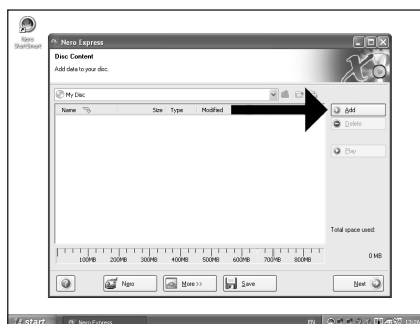 Nero
StartSmart
Nero Express
Disc Content
Add data to your disc.
My Disc
Name Size Type Modified
Add
Delete
Play
Total space used:
0 MB
100MB 200MB 300MB 400MB 500MB 600MB 700MB 800MB
Nero More >> Save Next
start Nero Express EN